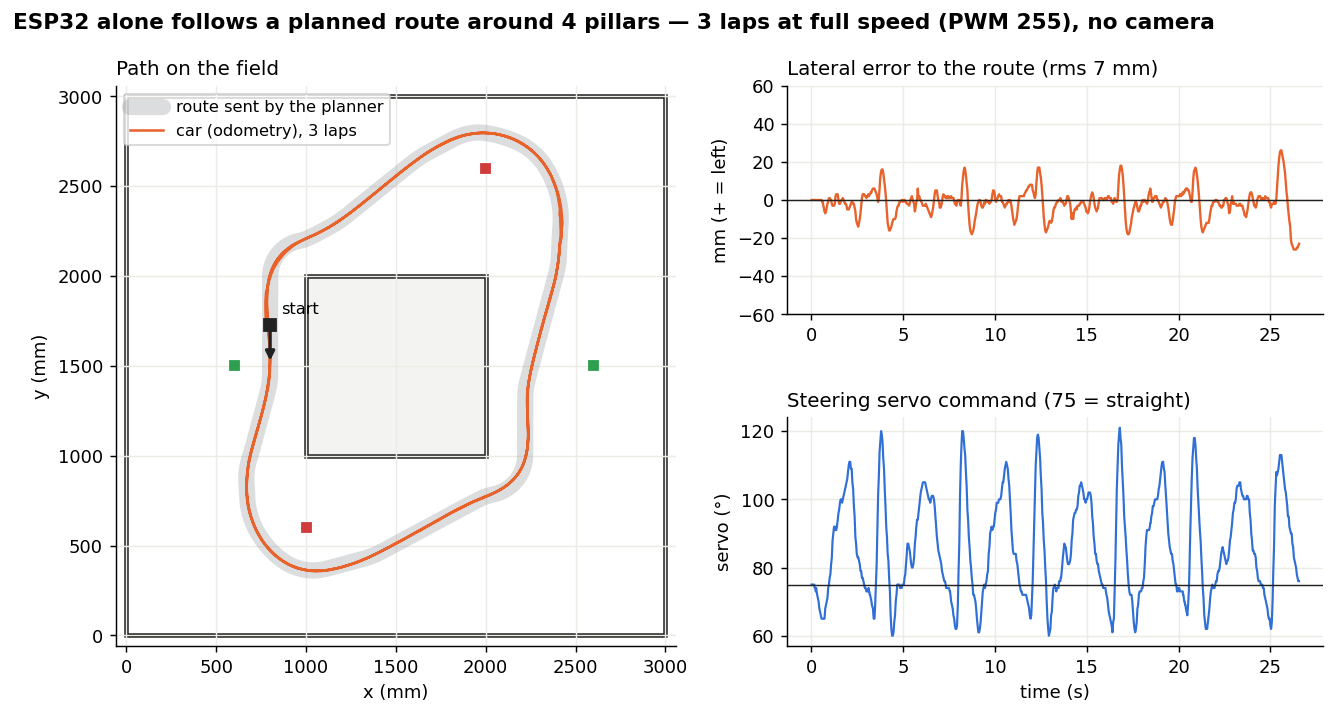 ESP32 alone follows a planned route around 4 pillars — 3 laps at full speed (PWM 255), no camera
Path on the field
route sent by the planner
car (odometry), 3 laps
start
3000
2500
2000
1500
1000
500
0
y (mm)
0 500 1000 1500 2000 2500 3000
x (mm)
Lateral error to the route (rms 7 mm)
60
40
20
0
−20
−40
−60
mm (+ = left)
0 5 10 15 20 25
Steering servo command (75 = straight)
120
100
80
60
servo (°)
0 5 10 15 20 25
time (s)